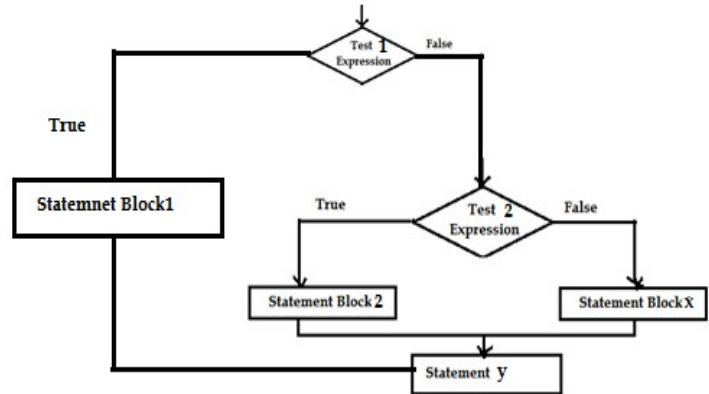 Test 1
Expression
False
True
Statemnet Block1
Test 2
Expression
True
False
Statement Block 2
Statement Block x
Statement y